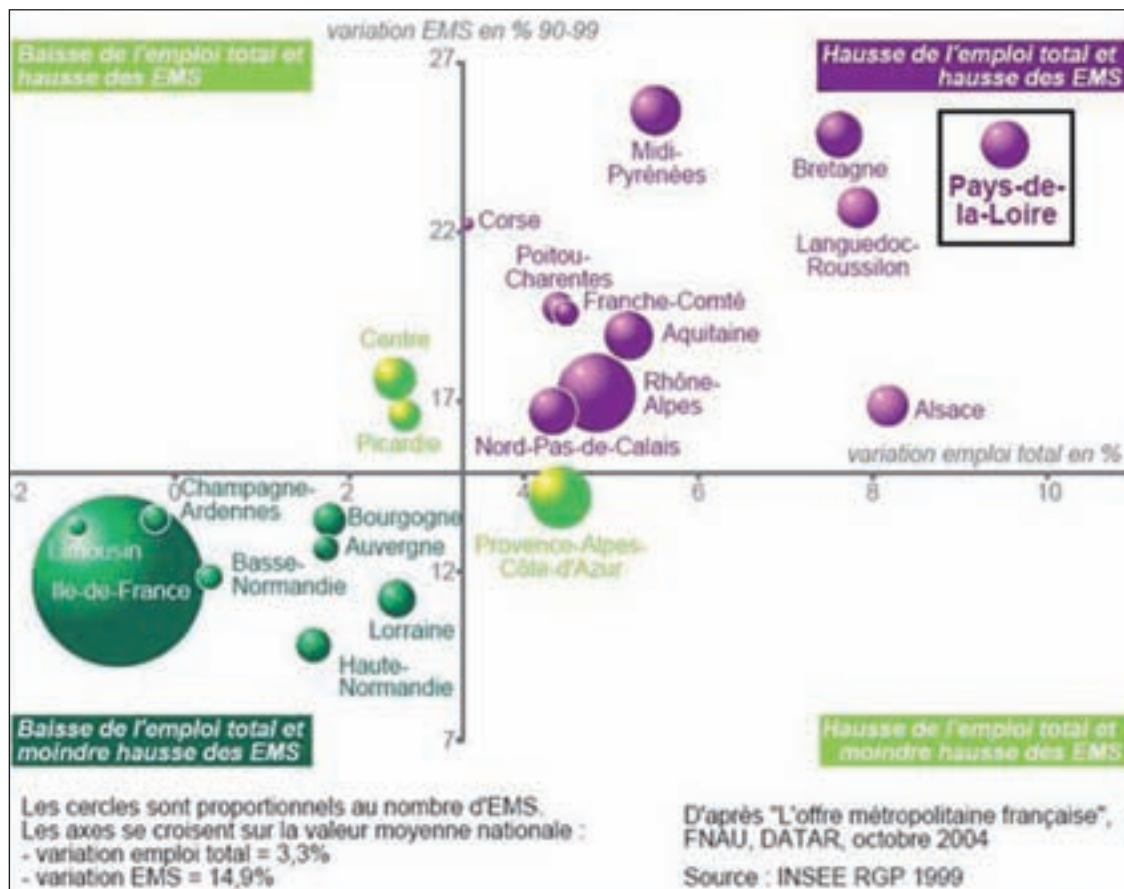 variation EMS en % 90-99
Baisse de l'emploi total et
hausse des EMS
Hausse de l'emploi total et
hausse des EMS
27
Midi-
Pyrénées
Bretagne
Pays-de-
la-Loire
22
Corse
Languedoc-
Roussilon
Poitou-
Charentes
Franche-Comté
Aquitaine
Centre
17
Rhône-
Alpes
Alsace
Picardie
Nord-Pas-de-Calais
variation emploi total en %
-2
0
2
4
6
8
10
Champagne-
Ardennes
Bourgogne
Limousin
Auvergne
Provence-Alpes-
Côte-d'Azur
Basse-
Normandie
12
Ile-de-France
Lorraine
Haute-
Normandie
Baisse de l'emploi total et
moindre hausse des EMS
7
Hausse de l'emploi total et
moindre hausse des EMS
Les cercles sont proportionnels au nombre d'EMS.
Les axes se croisent sur la valeur moyenne nationale :
- variation emploi total = 3,3%
- variation EMS = 14,9%
D'après "L'offre métropolitaine française",
FNAU, DATAR, octobre 2004
Source : INSEE RGP 1999